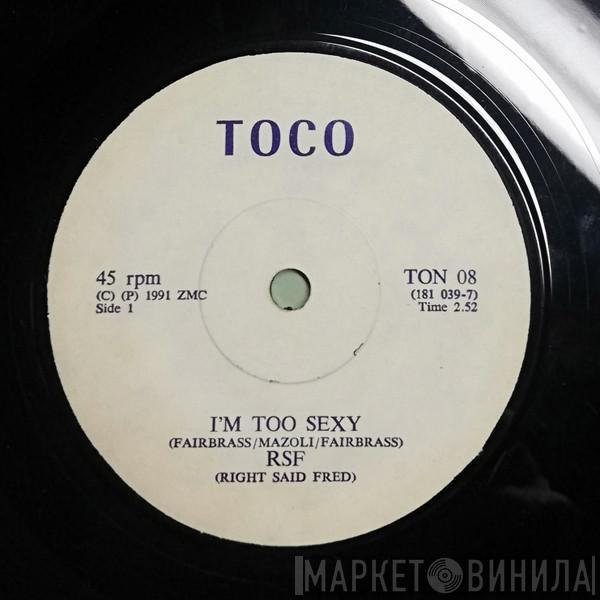 TOCO
45 rpm
(C) (P) 1991 ZMC
Side 1
TON 08
(181 039-7)
Time 2.52
I'M TOO SEXY
(FAIRBRASS/MAZOLI/FAIRBRASS)
RSF
(RIGHT SAID FRED)
МАРКЕТ ВИНИЛА